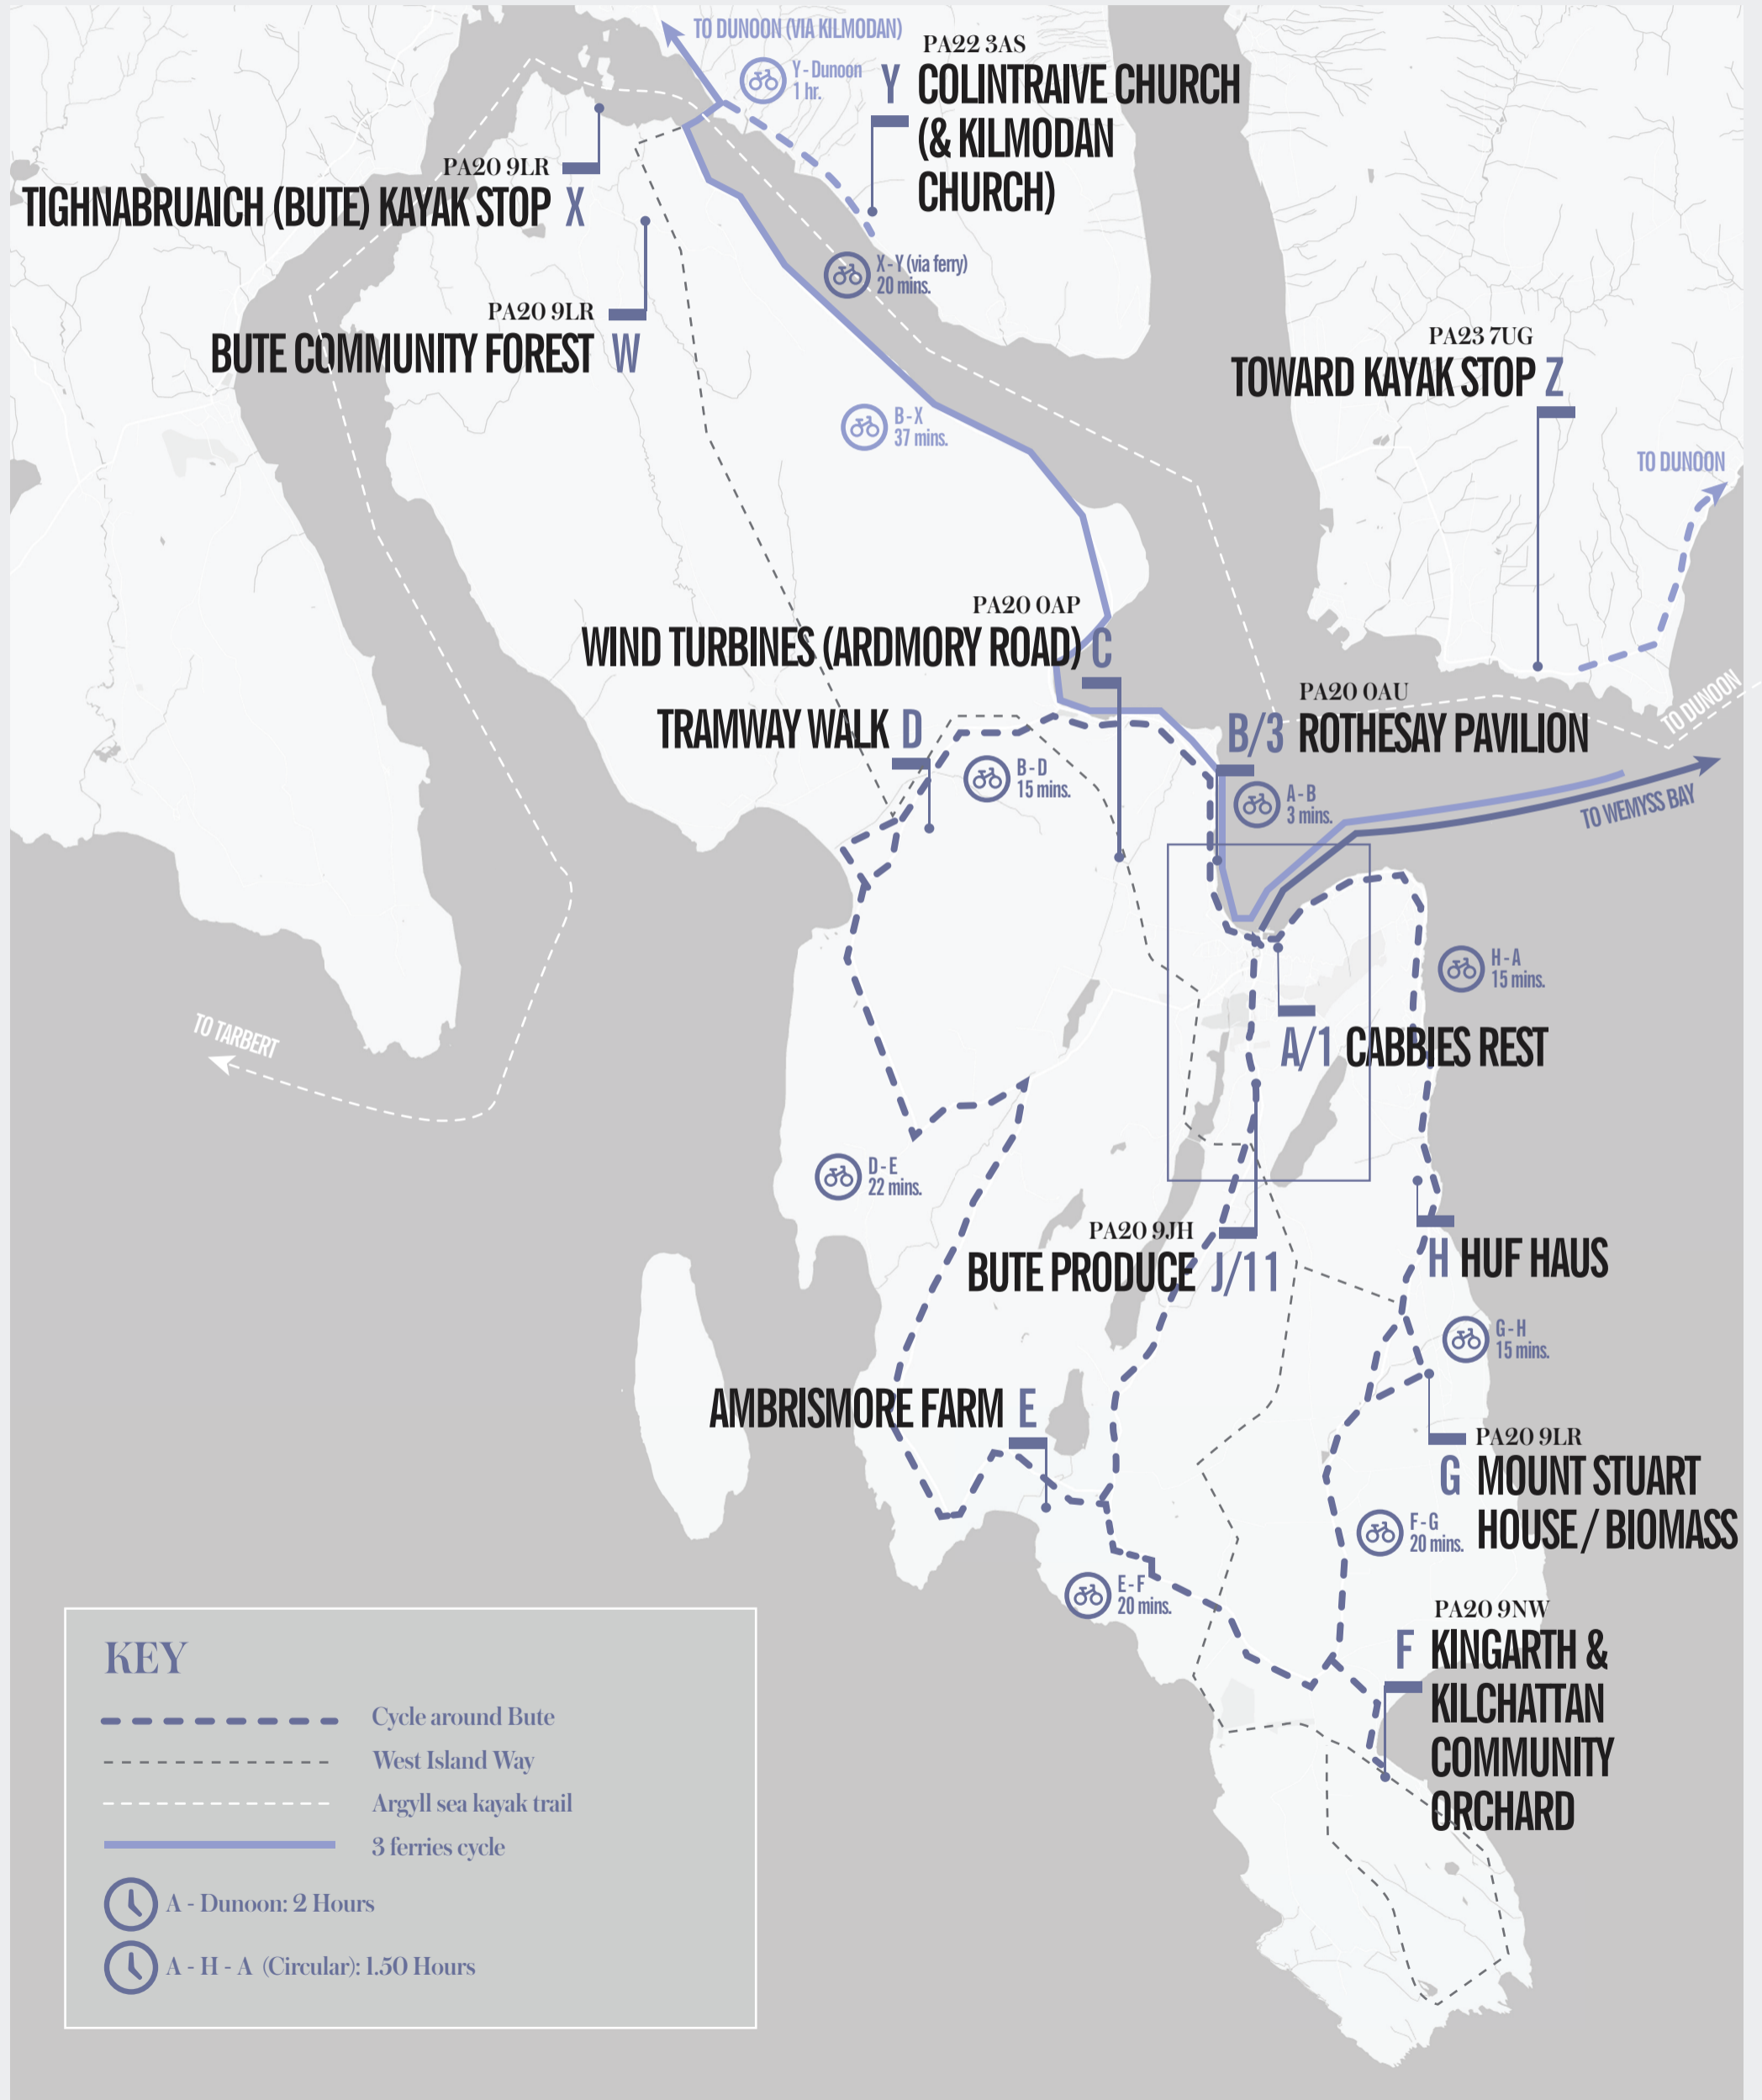 TO DUNOON (VIA KILMODAN)
Y - Dunoon
1 hr.
PA22 3AS
Y COLINTRAIVE CHURCH
(& KILMODAN
CHURCH)
PA20 9LR
TIGHNABRUAICH (BUTE) KAYAK STOP X
X - Y (via ferry)
20 mins.
PA20 9LR
BUTE COMMUNITY FOREST W
PA23 7UG
TOWARD KAYAK STOP Z
B - X
37 mins.
TO DUNOON
PA20 0AP
WIND TURBINES (ARDMORY ROAD) C
TO DUNOON
PA20 0AU
B/3 ROTHESAY PAVILION
TRAMWAY WALK D
B - D
15 mins.
A - B
3 mins.
TO WEMYSS BAY
H - A
15 mins.
TO TARBERT
A/1 CABBIES REST
D - E
22 mins.
PA20 9JH
BUTE PRODUCE J/11
H HUF HAUS
G - H
15 mins.
AMBRISMORE FARM E
PA20 9LR
G MOUNT STUART
HOUSE / BIOMASS
F - G
20 mins.
E - F
20 mins.
PA20 9NW
F KINGARTH &
KILCHATTAN
COMMUNITY
ORCHARD
KEY
Cycle around Bute
West Island Way
Argyll sea kayak trail
3 ferries cycle
A - Dunoon: 2 Hours
A - H - A (Circular): 1.50 Hours